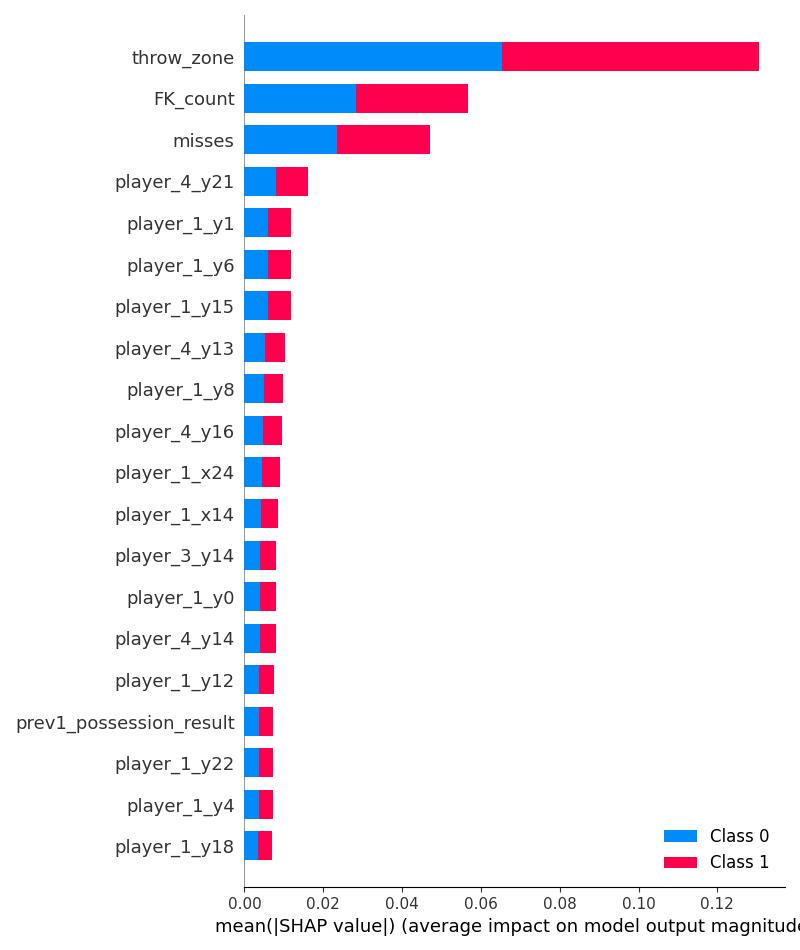 throw_zone
FK_count
misses
player_4_y21
player_1_y1
player_1_y6
player_1_y15
player_4_y13
player_1_y8
player_4_y16
player_1_x24
player_1_x14
player_3_y14
player_1_y0
player_4_y14
player_1_y12
prev1_possession_result
player_1_y22
player_1_y4
player_1_y18
Class 0
Class 1
0.00 0.02 0.04 0.06 0.08 0.10 0.12
mean(|SHAP value|) (average impact on model output magnitude